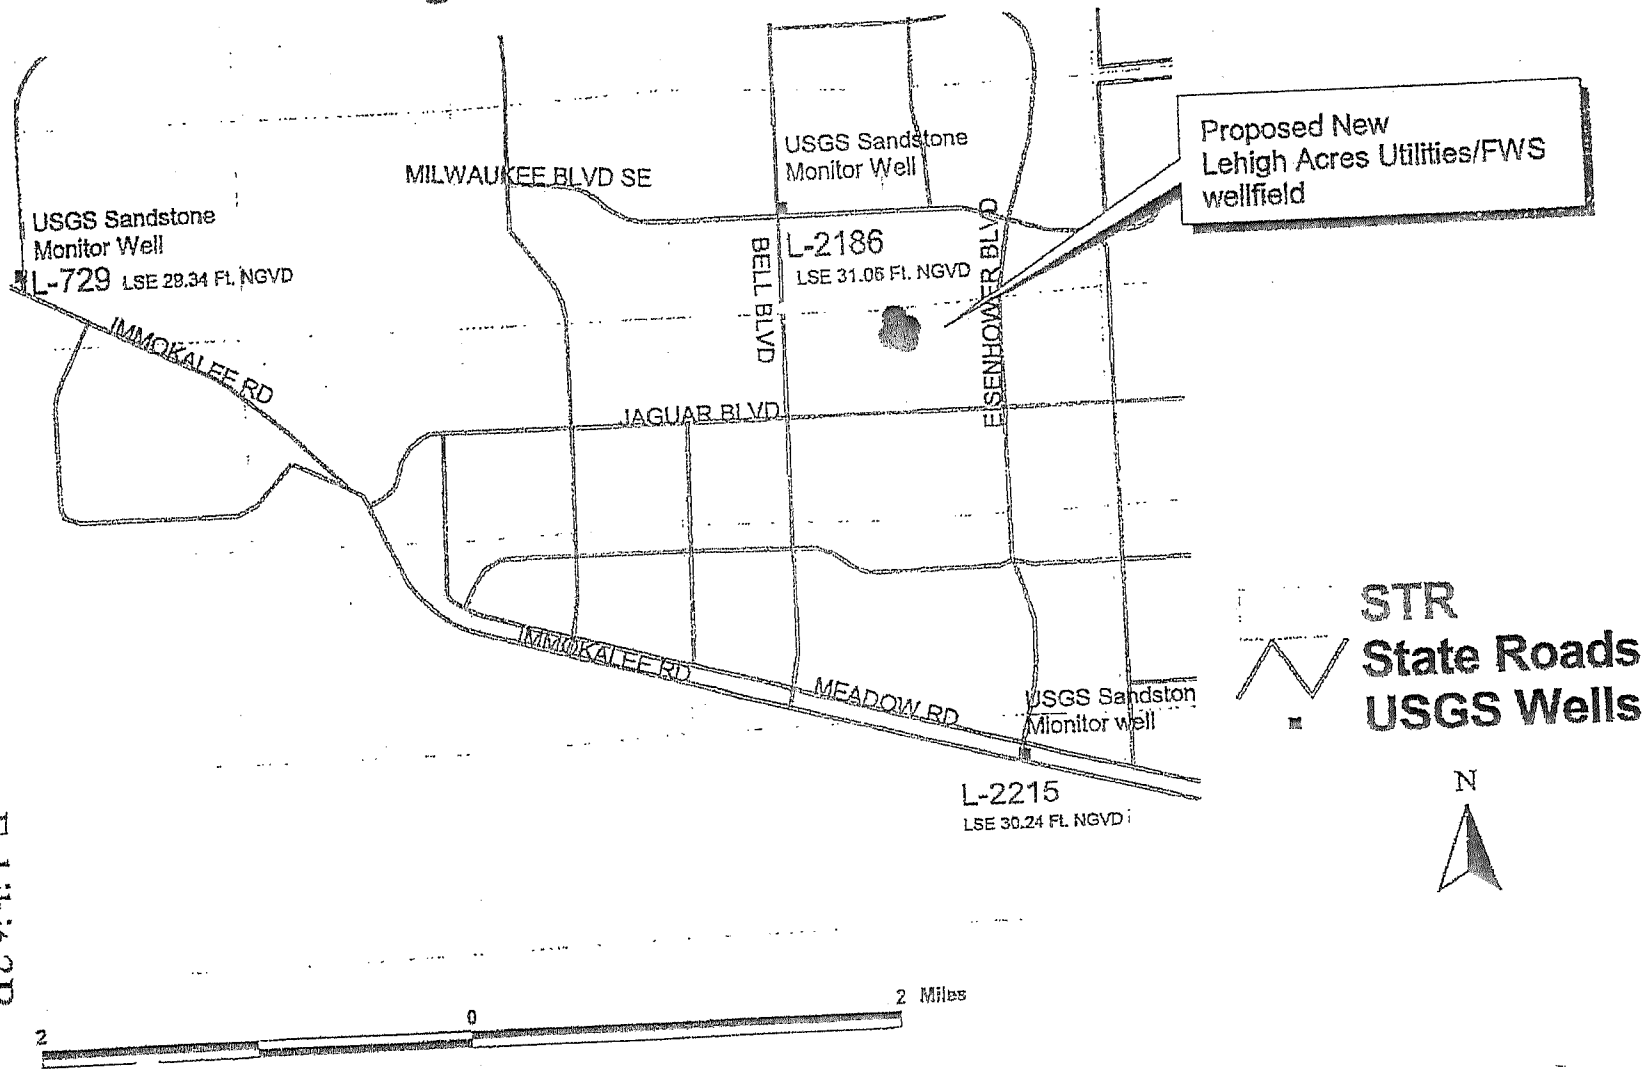 Proposed New
Lehigh Acres Utilities/FWS
wellfield
USGS Sandstone
Monitor Well
MILWAUKEE BLVD SE
USGS Sandstone
Monitor Well
L-729 LSE 28.34 Ft. NGVD
L-2186
LSE 31.06 Ft. NGVD
BELL BLVD
EISENHOWER BLVD
IMMOKALEE RD
JAGUAR BLVD
IMMOKALEE RD
MEADOW RD
USGS Sandston
Mionitor well
L-2215
LSE 30.24 Ft. NGVD
STR
State Roads
USGS Wells
N
2 0 2 Miles